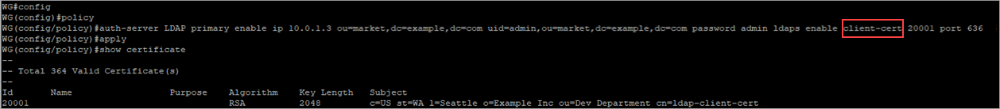 WG#config
WG(config)#policy
WG(config/policy)#auth-server LDAP primary enable ip 10.0.1.3 ou=market,dc=example,dc=com uid=admin,ou=market,dc=example,dc=com password admin ldaps enable client-cert 20001 port 636
WG(config/policy)#apply
WG(config/policy)#show certificate
--
-- Total 364 Valid Certificate(s)
--
Id Name Purpose Algorithm Key Length Subject
20001 RSA 2048 c=US st=WA l=Seattle o=Example Inc ou=Dev Department cn=ldap-client-cert